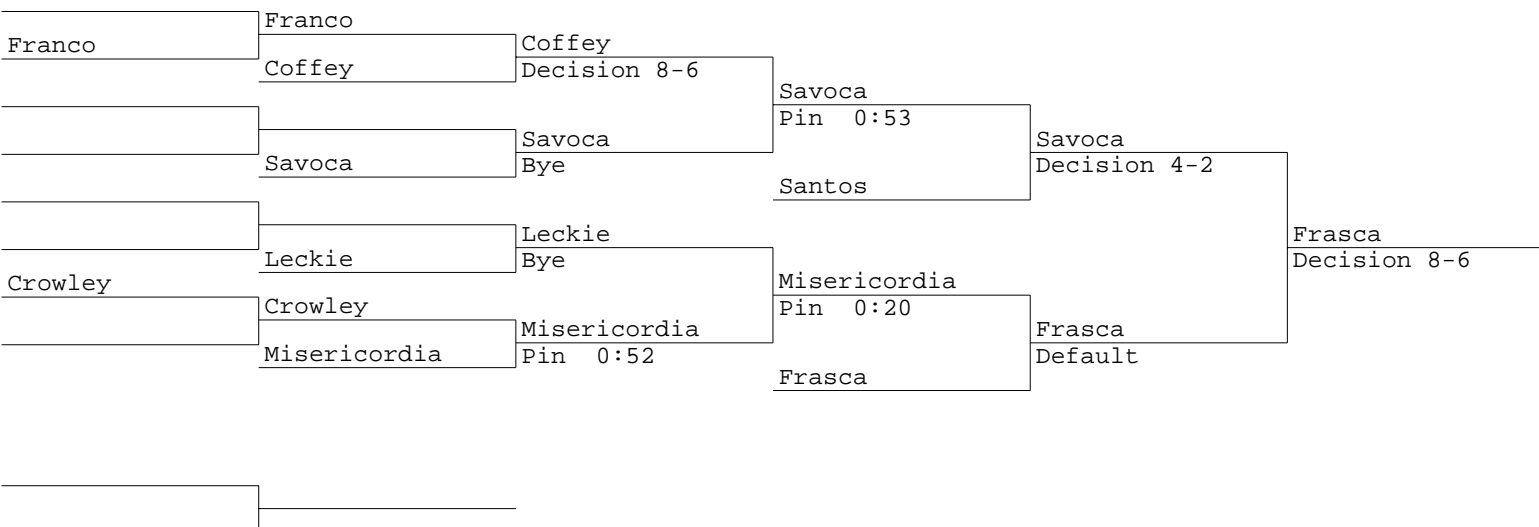 Franco
Franco
Coffey
Coffey
Decision 8-6
Savoca
Pin 0:53
Savoca
Bye
Savoca
Savoca
Decision 4-2
Santos
Leckie
Leckie
Bye
Frasca
Decision 8-6
Crowley
Crowley
Misericordia
Pin 0:20
Misericordia
Misericordia
Pin 0:52
Frasca
Default
Frasca